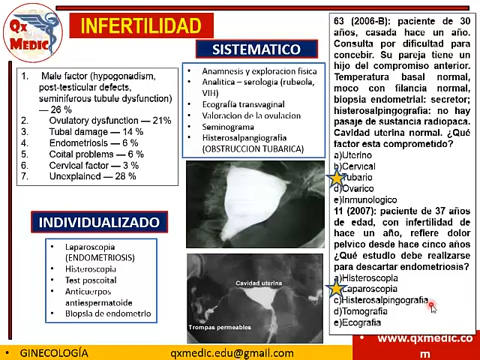 Qx
MEDIC
INFERTILIDAD
SISTEMATICO
1. Male factor (hypogonadism,
post-testicular defects,
seminiferous tubule dysfunction)
— 26 %
2. Ovulatory dysfunction — 21%
3. Tubal damage — 14 %
4. Endometriosis — 6 %
5. Coital problems — 6 %
6. Cervical factor — 3 %
7. Unexplained — 28 %
• Anamnesis y exploracion fisica
• Analitica – serología (rubeola,
VIH)
• Ecografía transvaginal
• Valoracion de la ovulacion
• Seminograma
• Histerosalpangografia
(OBSTRUCCION TUBARICA)
INDIVIDUALIZADO
• Laparoscopia
(ENDOMETRIOSIS)
• Histeroscopia
• Test poscoital
• Anticuerpos
antiespermatoide
• Biopsla de endometrio
Cavidad uterina
Trompas permeables
63 (2006-B): paciente de 30
años, casada hace un año.
Consulta por dificultad para
concebir. Su pareja tiene un
hijo del compromiso anterior.
Temperatura basal normal,
moco con filancia normal,
biopsia endometrial: secretor;
histerosalpingografia: no hay
pasaje de sustancia radiopaca.
Cavidad uterina normal. ¿Qué
factor esta comprometido?
a)Uterino
b)Cervical
Tubario
d)Ovarico
e)Inmunologico
11 (2007): paciente de 37 años
de edad, con infertilidad de
hace un año, refiere dolor
pelvico desde hace cinco años
¿Qué estudio debe realizarse
para descartar endometriosis?
a)Histeroscopia
Laparoscopia
c)Histerosalpingografia
d)Tomografia
e)Ecografia
• GINECOLOGÍA
qxmedic.edu@gmail.com
• www.qxmedic.co
m